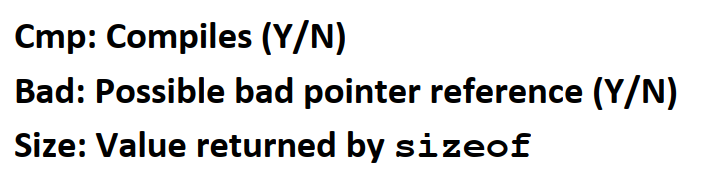 Cmp: Compiles (Y/N)
Bad: Possible bad pointer reference (Y/N)
Size: Value returned by sizeof